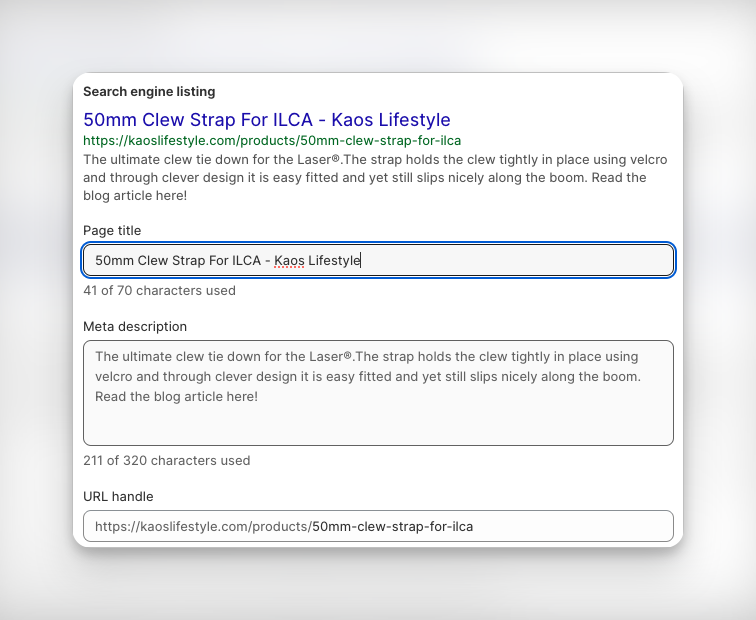 Search engine listing
50mm Clew Strap For ILCA - Kaos Lifestyle
https://kaoslifestyle.com/products/50mm-clew-strap-for-ilca
The ultimate clew tie down for the Laser®.The strap holds the clew tightly in place using velcro
and through clever design it is easy fitted and yet still slips nicely along the boom. Read the
blog article here!
Page title
50mm Clew Strap For ILCA - Kaos Lifestyle
41 of 70 characters used
Meta description
The ultimate clew tie down for the Laser®.The strap holds the clew tightly in place using
velcro and through clever design it is easy fitted and yet still slips nicely along the boom.
Read the blog article here!
211 of 320 characters used
URL handle
https://kaoslifestyle.com/products/50mm-clew-strap-for-ilca